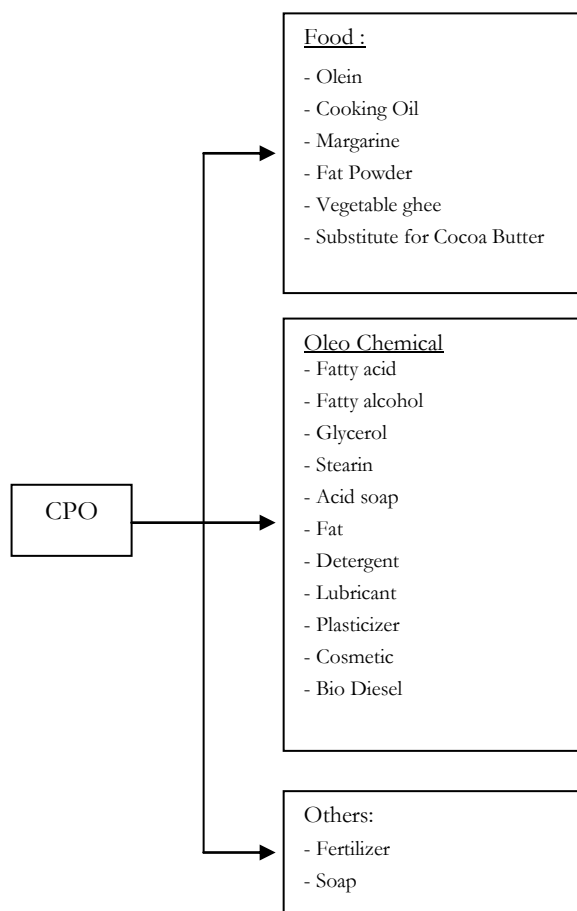 Food :
- Olein
- Cooking Oil
- Margarine
- Fat Powder
- Vegetable ghee
- Substitute for Cocoa Butter
Oleo Chemical
- Fatty acid
- Fatty alcohol
- Glycerol
- Stearin
- Acid soap
- Fat
- Detergent
- Lubricant
- Plasticizer
- Cosmetic
- Bio Diesel
CPO
Others:
- Fertilizer
- Soap